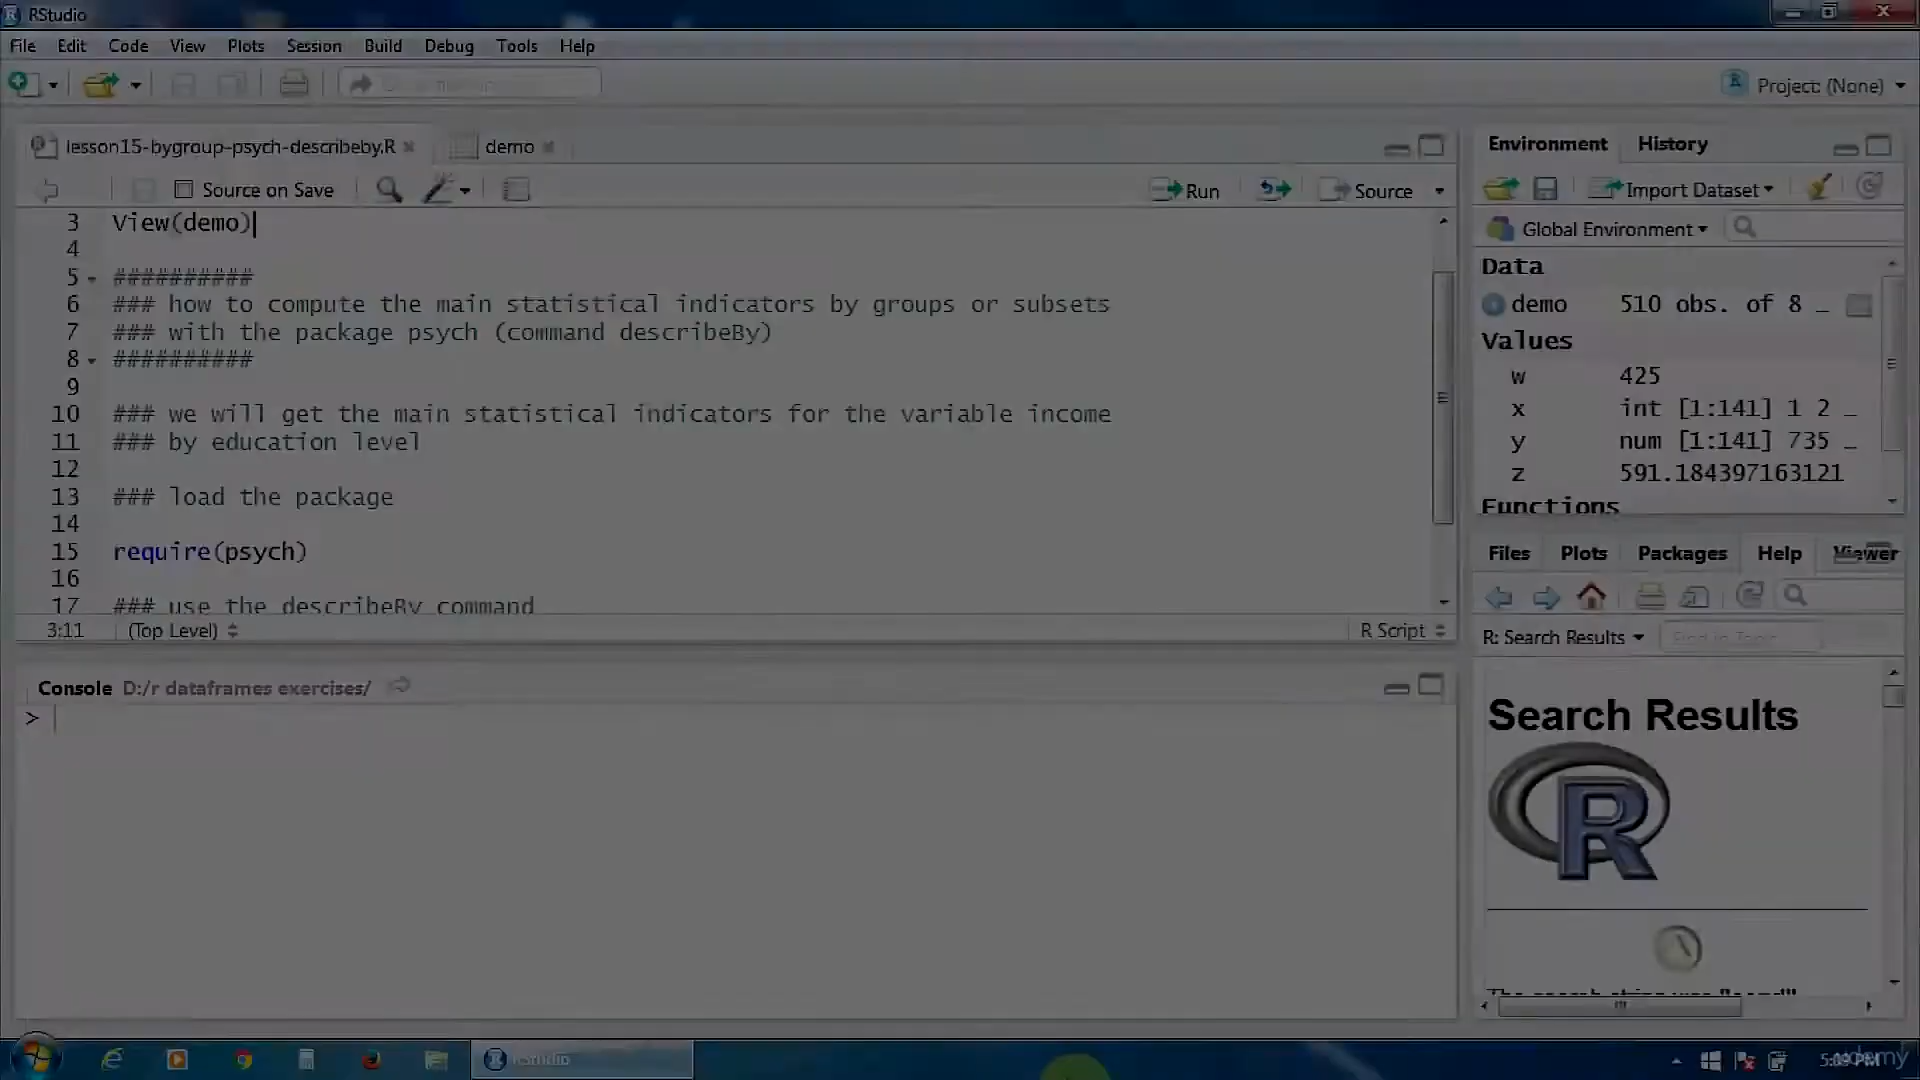 RStudio
File Edit Code View Plots Session Build Debug Tools Help
Project: (None)
lesson15-bygroup-psych-describeby.R
demo
Source on Save
Run
Source
3 View(demo)
4
5 ##########
6 ### how to compute the main statistical indicators by groups or subsets
7 ### with the package psych (command describeBy)
8 ##########
9
10 ### we will get the main statistical indicators for the variable income
11 ### by education level
12
13 ### load the package
14
15 require(psych)
16
17 ### use the describeBy command
3:11 (Top Level) R Script
Console D:/r dataframes exercises/
>
Environment History
Import Dataset
Global Environment
Data
demo 510 obs. of 8 …
Values
w 425
x int [1:141] 1 2 …
y num [1:141] 735 …
z 591.184397163121
Functions
Files Plots Packages Help Viewer
R: Search Results Find in Topic
Search Results
R
RStudio
udemy